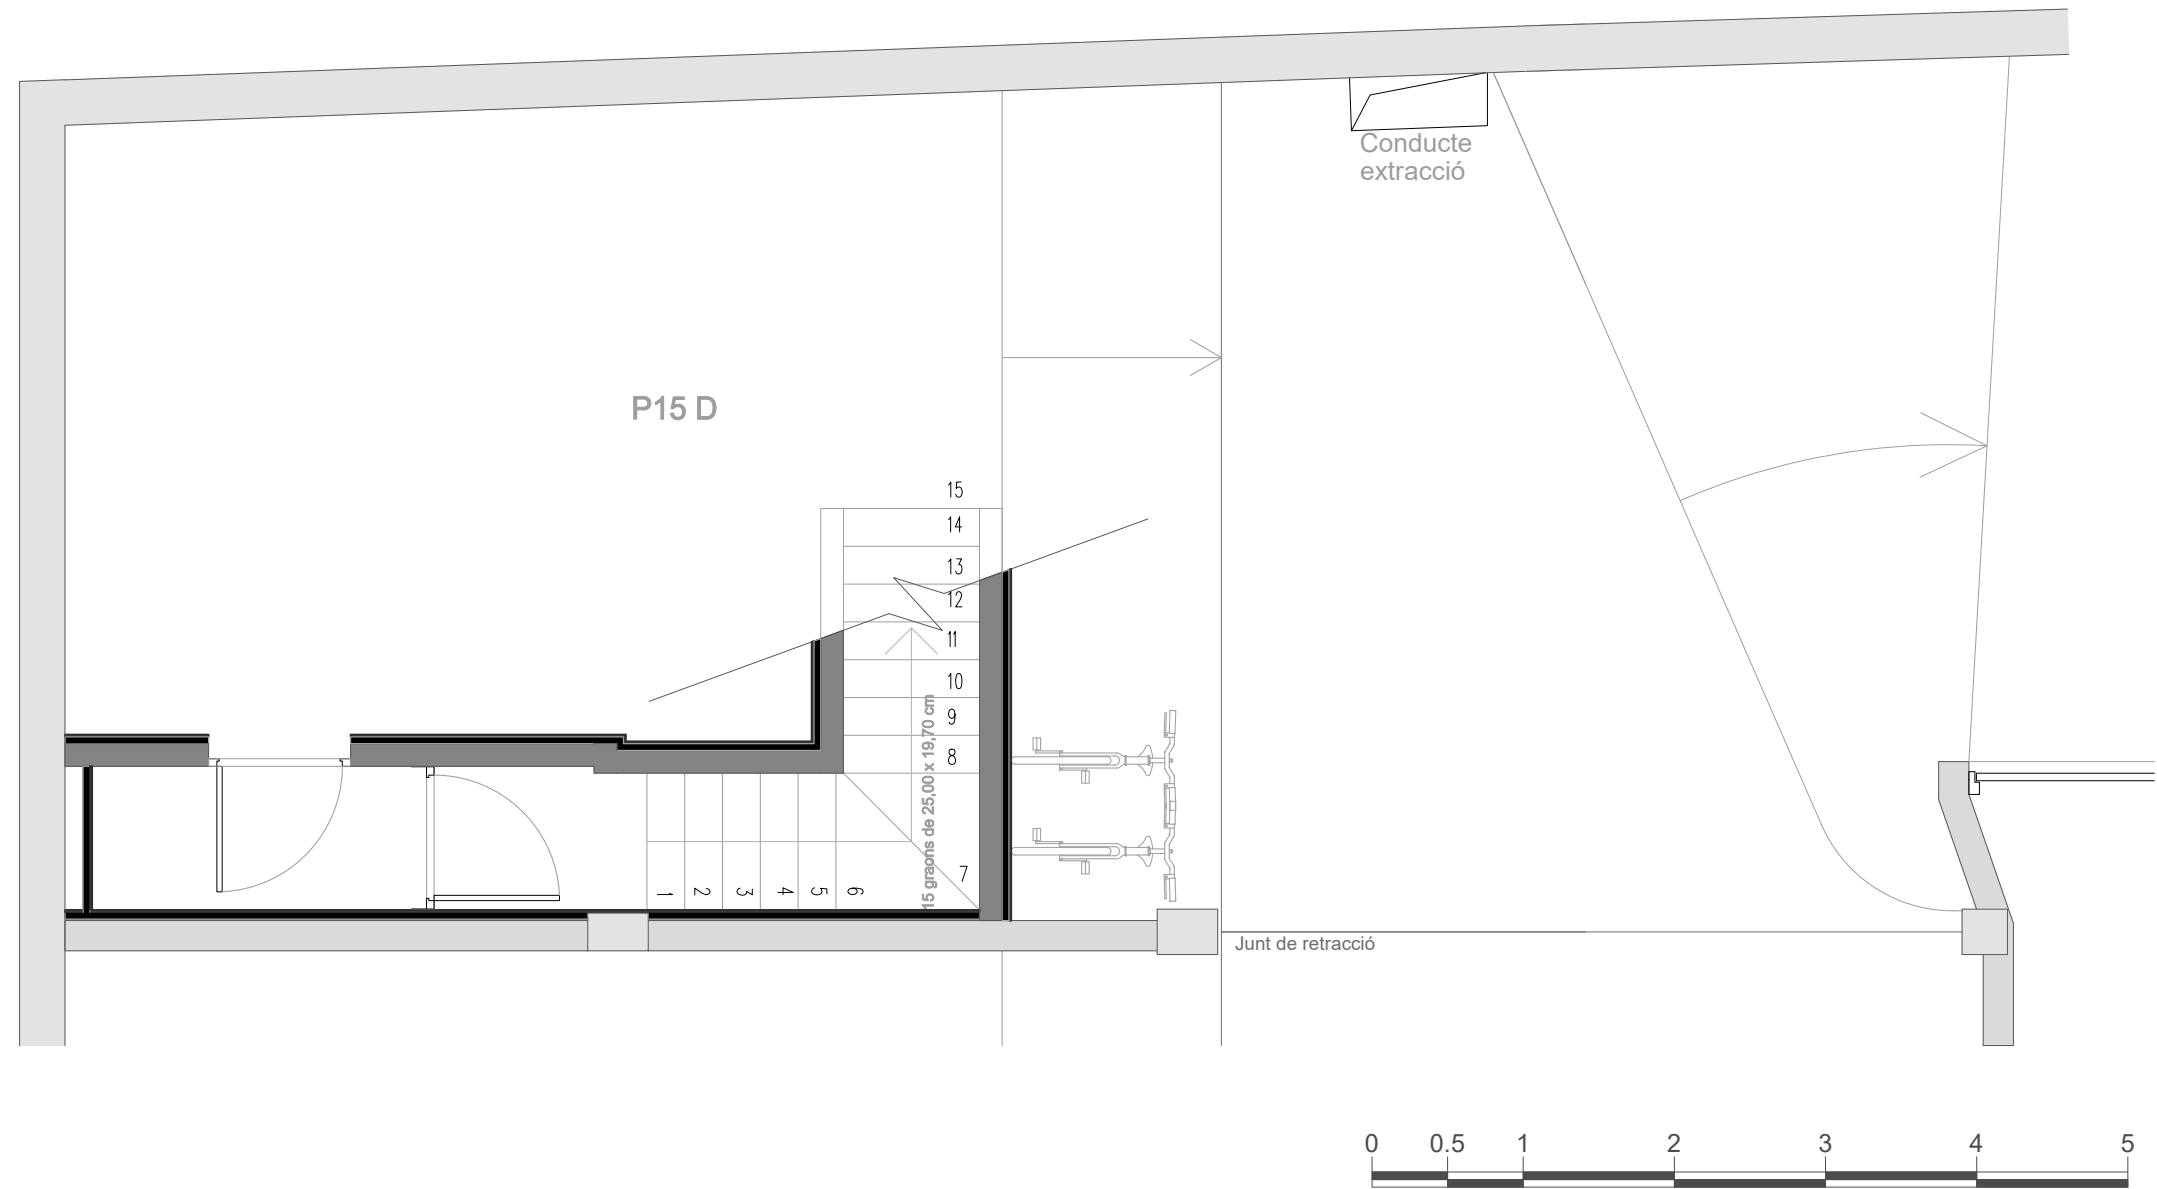 Conducte
extracció
P15 D
15
14
13
12
11
10
9
8
7
1 2 3 4 5 6
15 graons de 25,00 x 19,70 cm
Junt de retracció
0 0.5 1 2 3 4 5